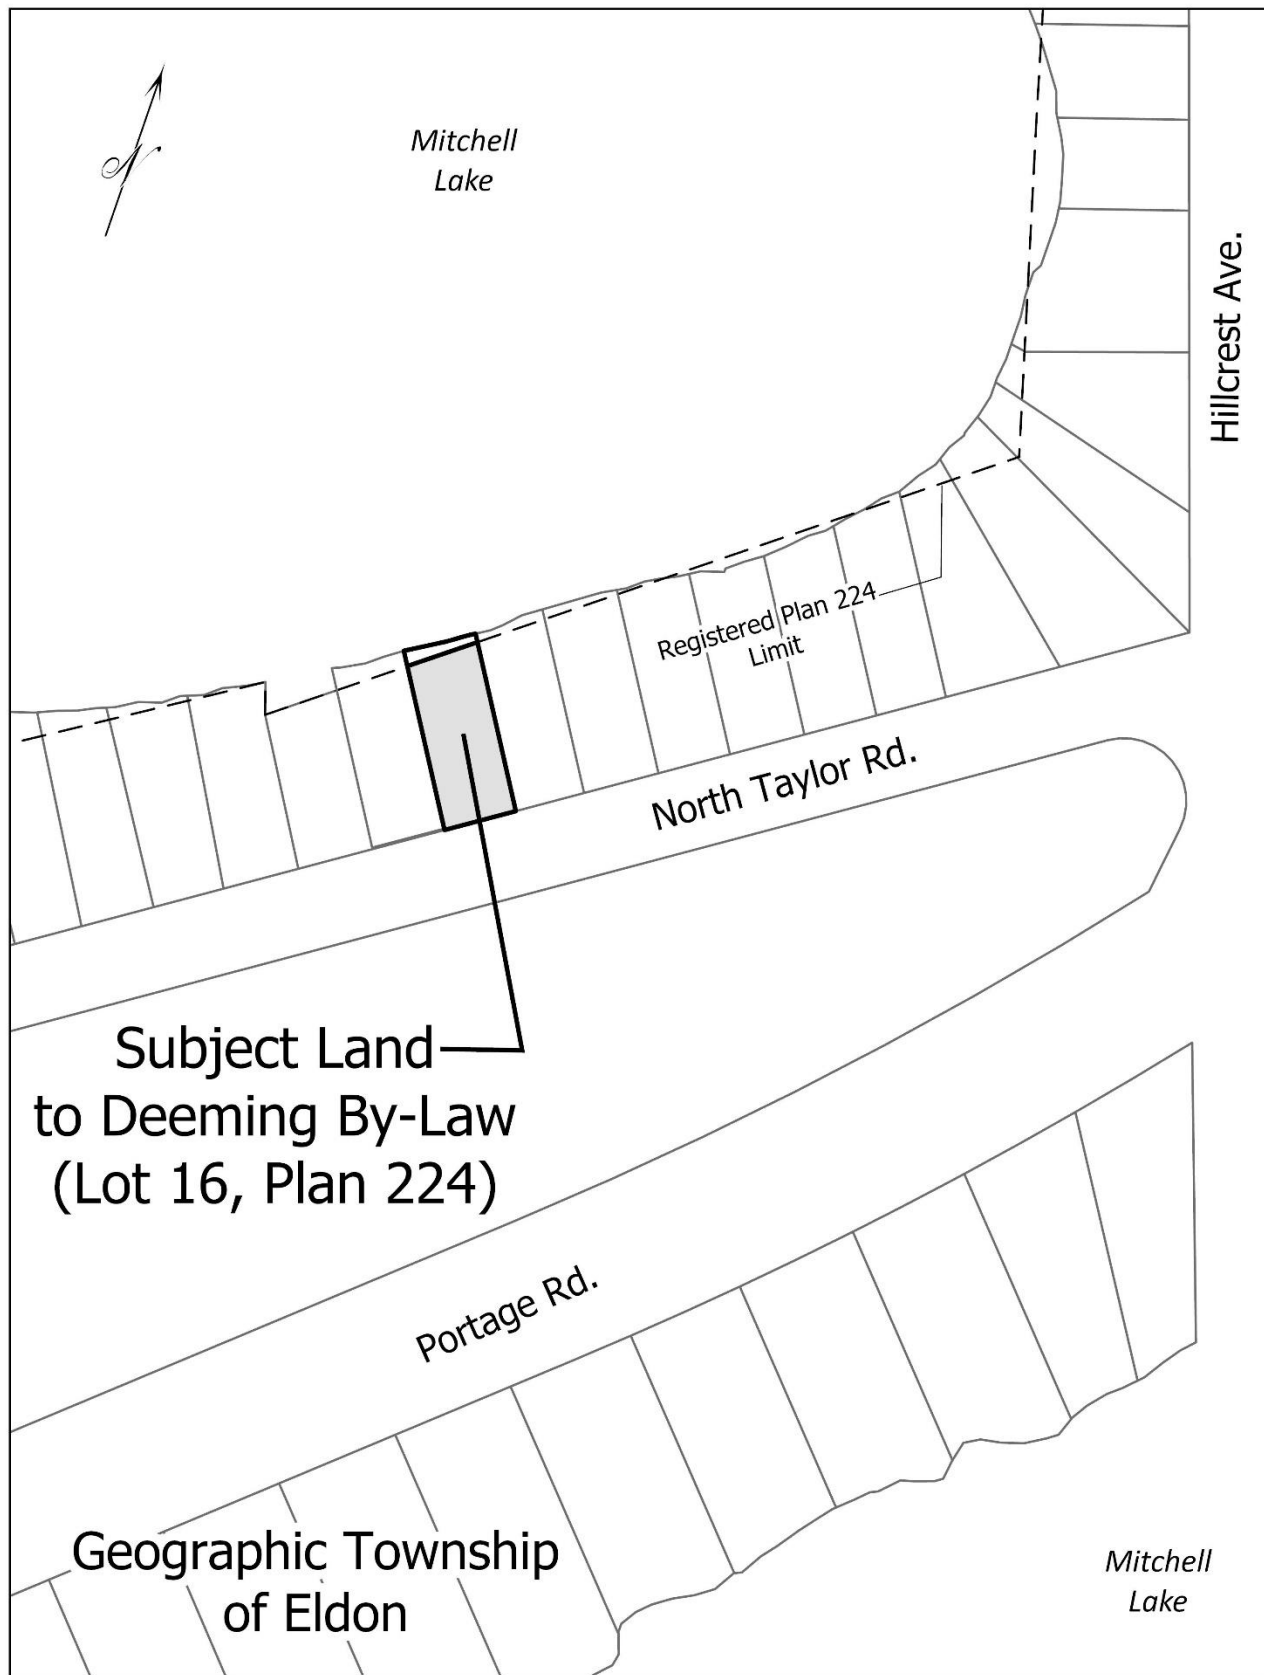 N
Mitchell
Lake
Hillcrest Ave.
Registered Plan 224
Limit
North Taylor Rd.
Subject Land
to Deeming By-Law
(Lot 16, Plan 224)
Portage Rd.
Geographic Township
of Eldon
Mitchell
Lake